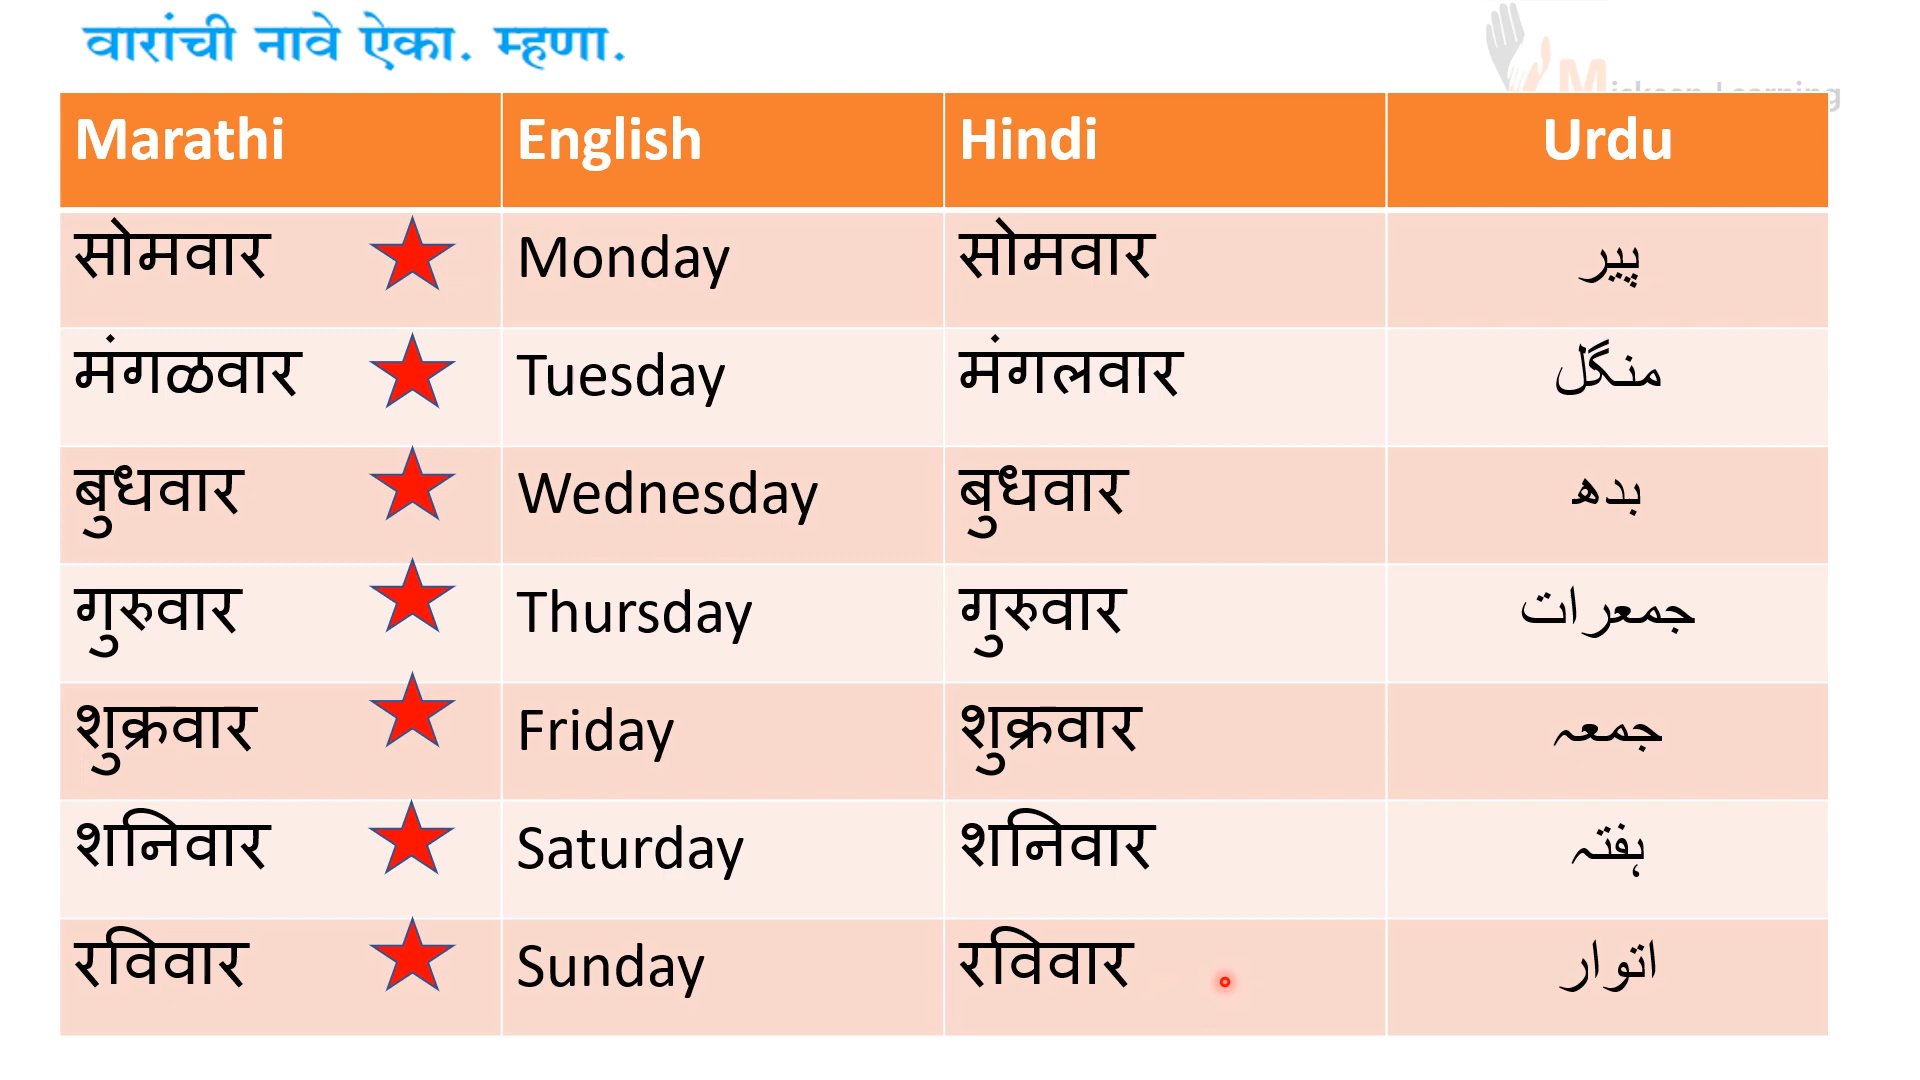 वारांची नावे ऐका. म्हणा.
Marathi English Hindi Urdu
सोमवार Monday सोमवार پیر
मंगळवार Tuesday मंगलवार منگل
बुधवार Wednesday बुधवार بدھ
गुरुवार Thursday गुरुवार جمعرات
शुक्रवार Friday शुक्रवार جمعہ
शनिवार Saturday शनिवार ہفتہ
रविवार Sunday रविवार اتوار